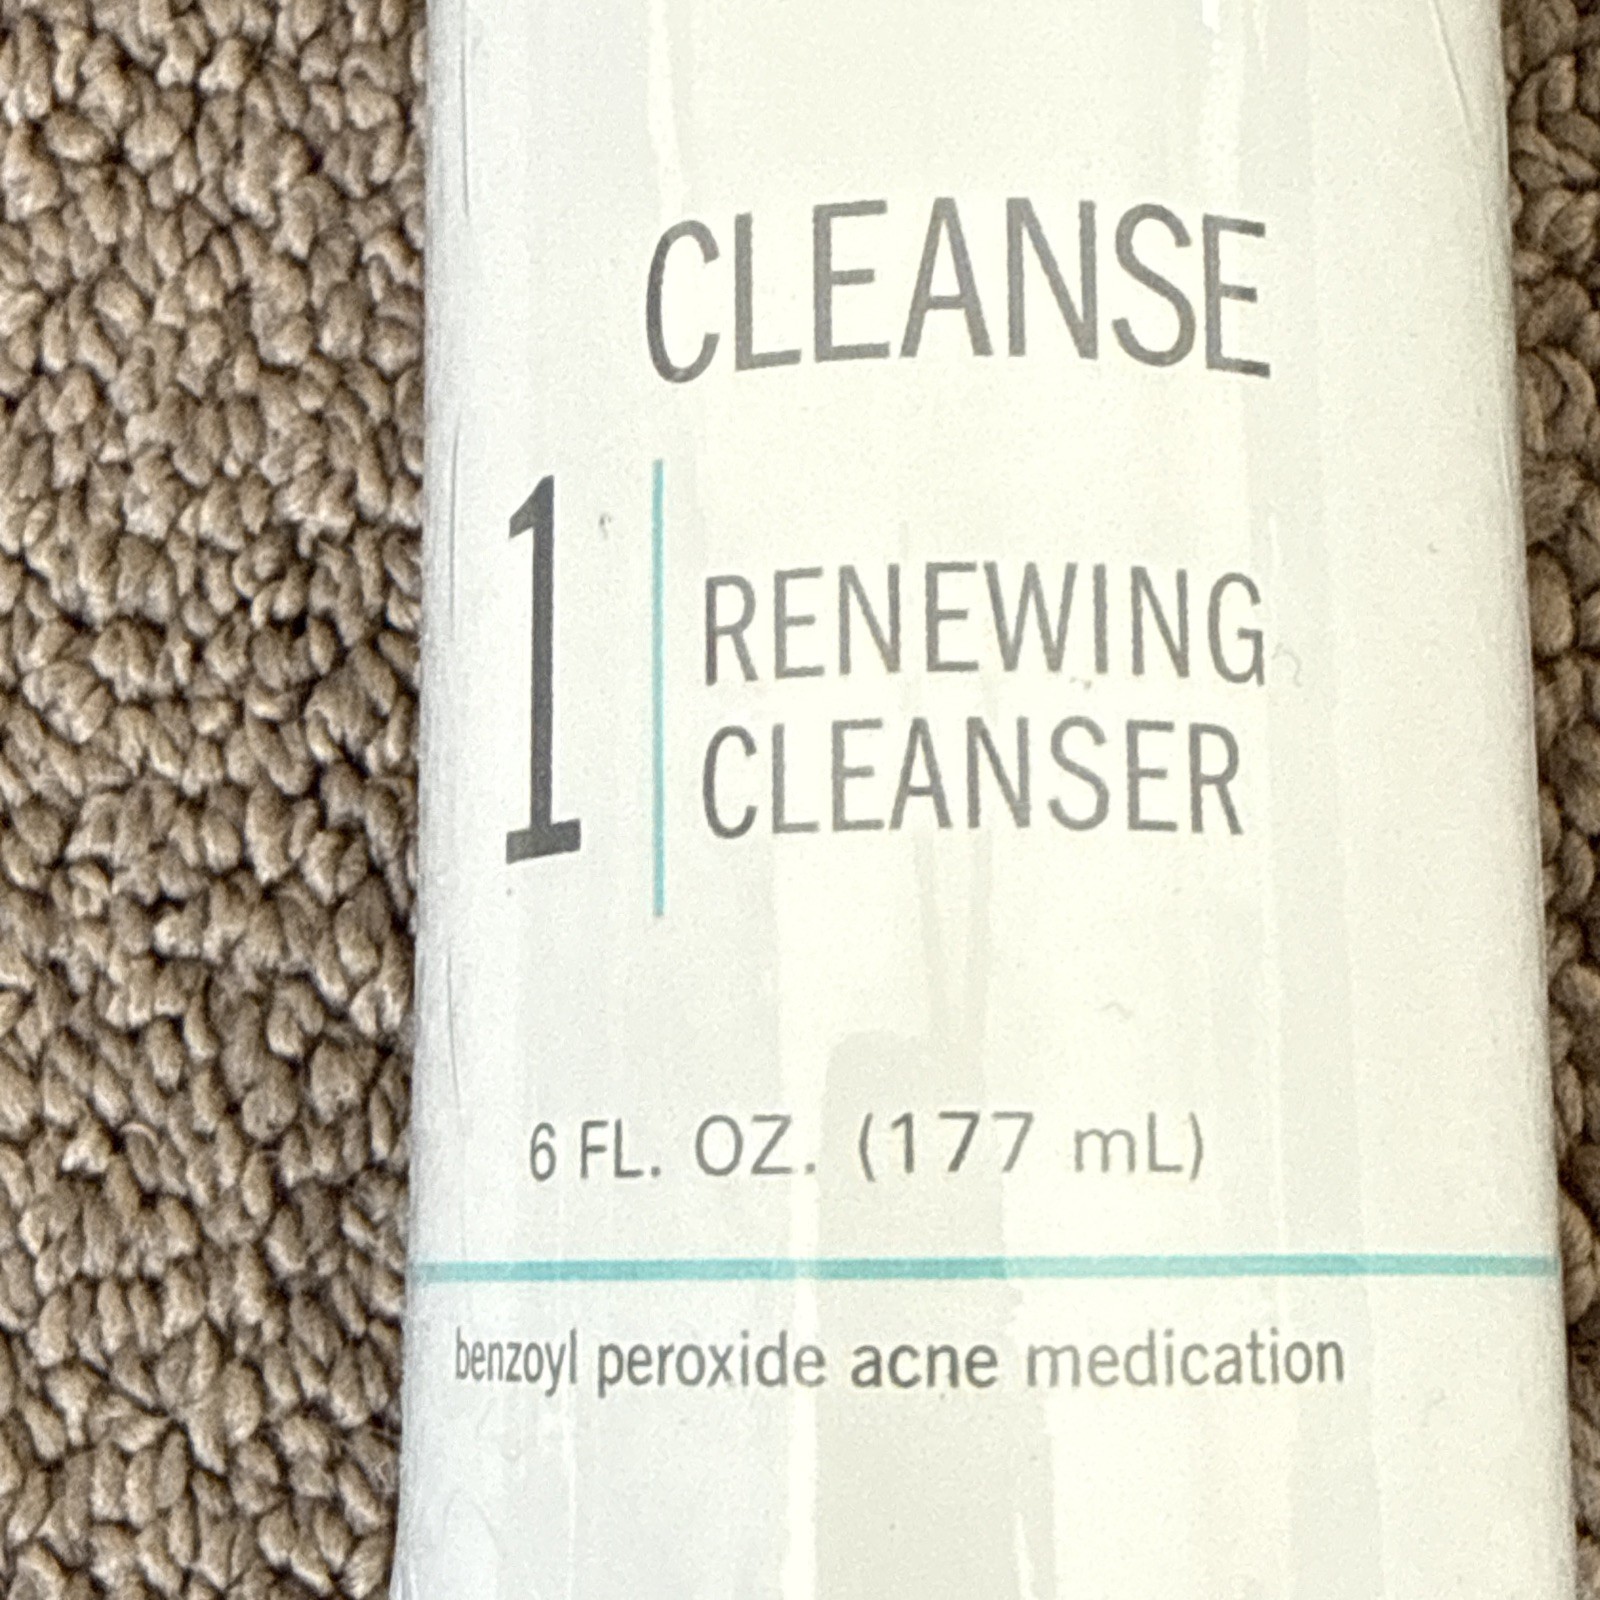 CLEANSE
1
RENEWING
CLEANSER
6 FL. OZ. (177 mL)
benzoyl peroxide acne medication